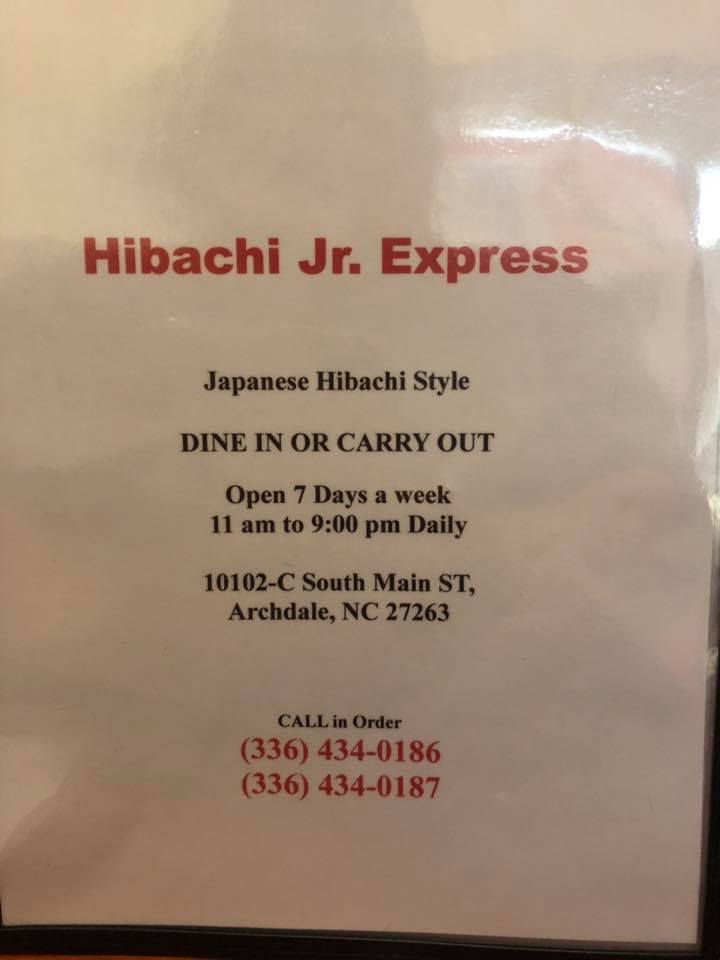 Hibachi Jr. Express
Japanese Hibachi Style
DINE IN OR CARRY OUT
Open 7 Days a week
11 am to 9:00 pm Daily
10102-C South Main ST,
Archdale, NC 27263
CALL in Order
(336) 434-0186
(336) 434-0187